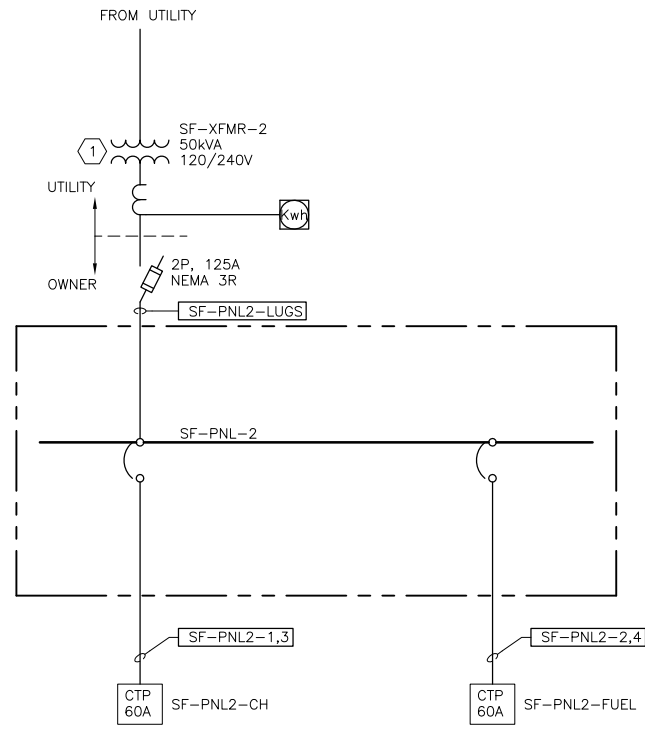 FROM UTILITY
SF-XFMR-2
50kVA
120/240V
1
UTILITY
Kwh
OWNER
2P, 125A
NEMA 3R
SF-PNL2-LUGS
SF-PNL-2
SF-PNL2-1,3
SF-PNL2-2,4
CTP
60A
SF-PNL2-CH
CTP
60A
SF-PNL2-FUEL